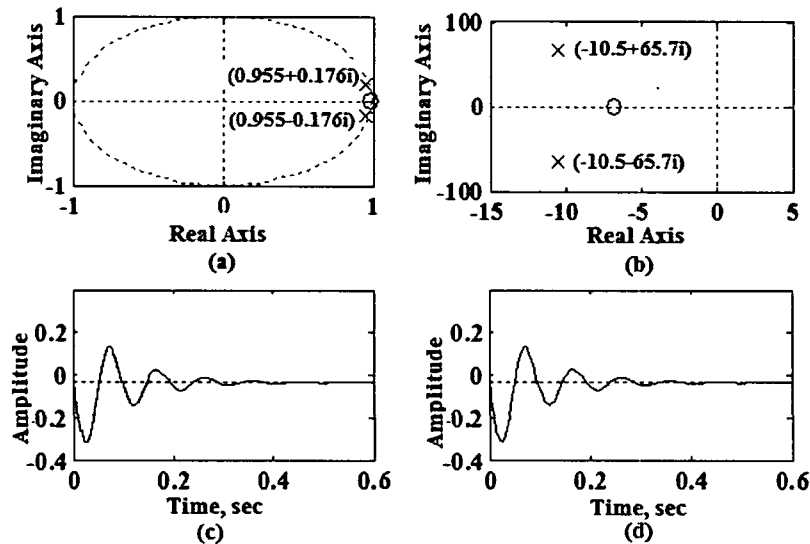 Imaginary Axis
1
0
-1
-1
0
1
(0.955+0.176i)
(0.955-0.176i)
Real Axis
(a)
Imaginary Axis
100
0
-100
-15
-10
-5
0
5
(-10.5+65.7i)
(-10.5-65.7i)
Real Axis
(b)
Amplitude
0.2
0
-0.2
-0.4
0
0.2
0.4
0.6
Time, sec
(c)
Amplitude
0.2
0
-0.2
-0.4
0
0.2
0.4
0.6
Time, sec
(d)